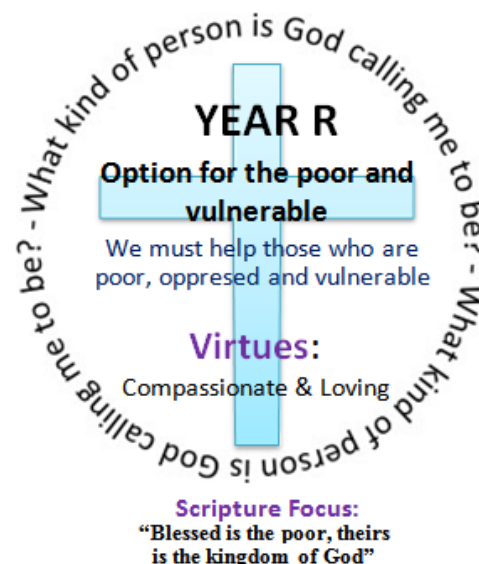 What kind of person is God calling me to be? - What kind of person is God calling me to be? -
YEAR R
Option for the poor and
vulnerable
We must help those who are
poor, oppresed and vulnerable
Virtues:
Compassionate & Loving
Scripture Focus:
“Blessed is the poor, theirs
is the kingdom of God”